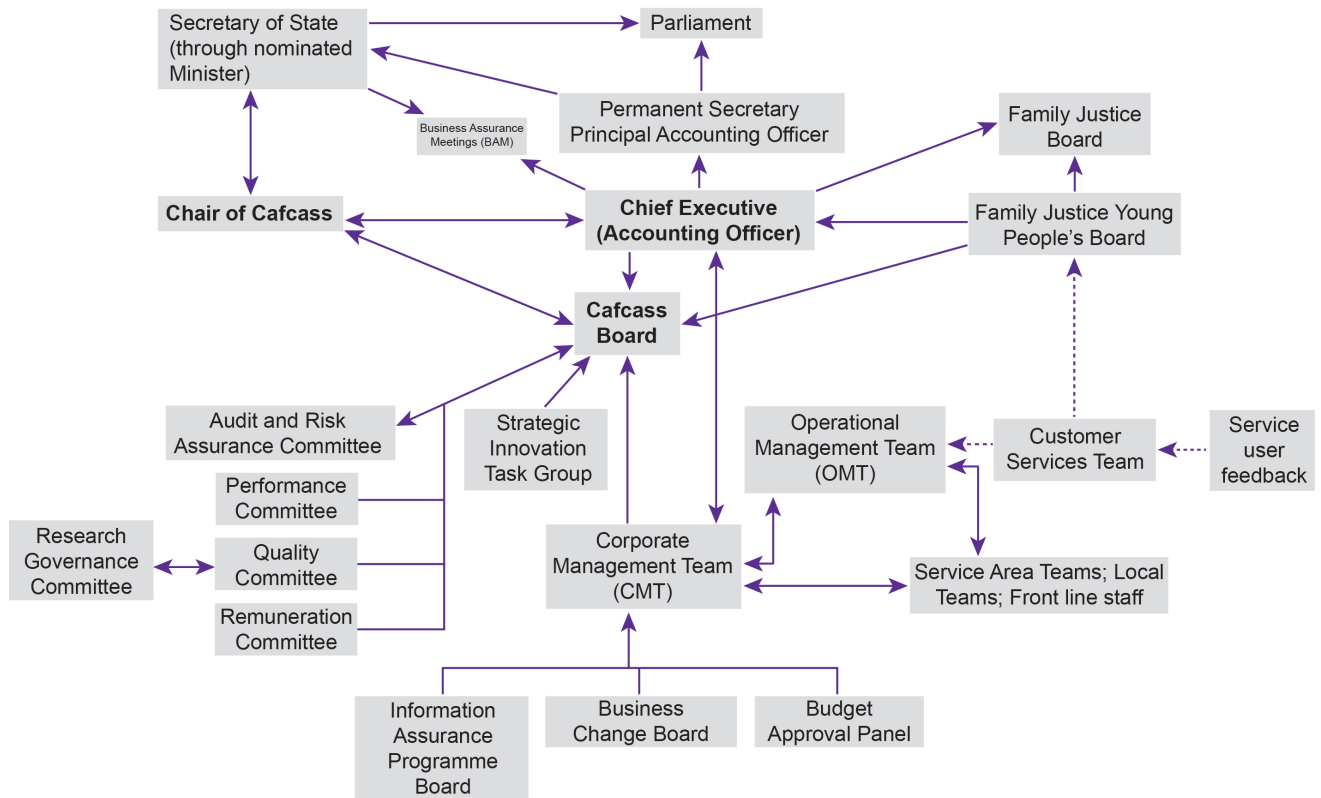 Secretary of State
(through nominated
Minister)
Parliament
Business Assurance
Meetings (BAM)
Permanent Secretary
Principal Accounting Officer
Family Justice
Board
Chair of Cafcass
Chief Executive
(Accounting Officer)
Family Justice Young
People’s Board
Cafcass
Board
Audit and Risk
Assurance Committee
Strategic
Innovation
Task Group
Operational
Management Team
(OMT)
Customer
Services Team
Service
user
feedback
Performance
Committee
Research
Governance
Committee
Quality
Committee
Remuneration
Committee
Corporate
Management Team
(CMT)
Service Area Teams; Local
Teams; Front line staff
Information
Assurance
Programme
Board
Business
Change Board
Budget
Approval Panel